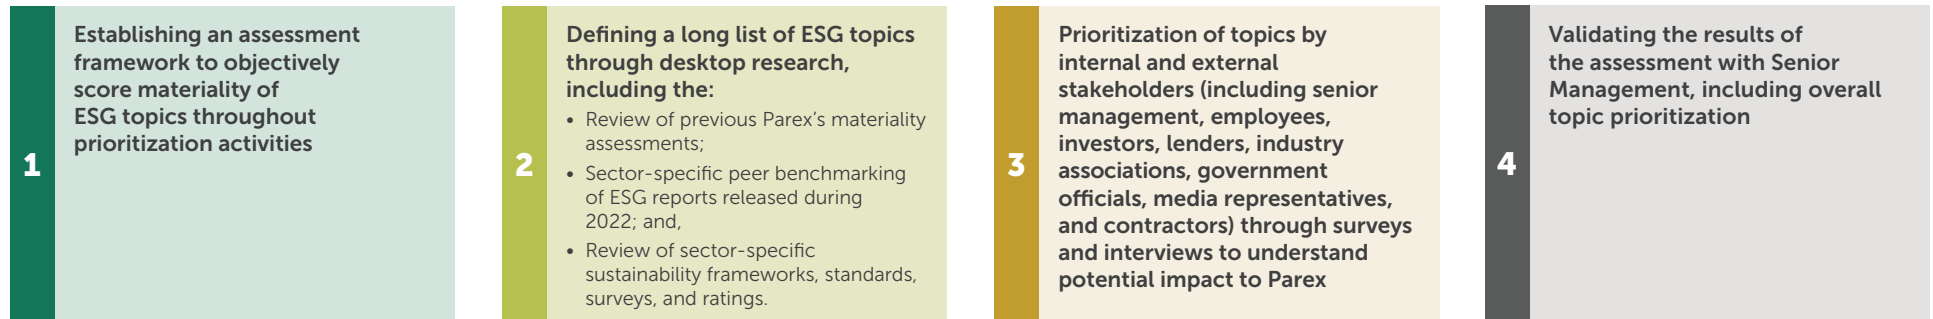 1
Establishing an assessment
framework to objectively
score materiality of
ESG topics throughout
prioritization activities
2
Defining a long list of ESG topics
through desktop research,
including the:
• Review of previous Parex's materiality
assessments;
• Sector-specific peer benchmarking
of ESG reports released during
2022; and,
• Review of sector-specific
sustainability frameworks, standards,
surveys, and ratings.
3
Prioritization of topics by
internal and external
stakeholders (including senior
management, employees,
investors, lenders, industry
associations, government
officials, media representatives,
and contractors) through surveys
and interviews to understand
potential impact to Parex
4
Validating the results of
the assessment with Senior
Management, including overall
topic prioritization